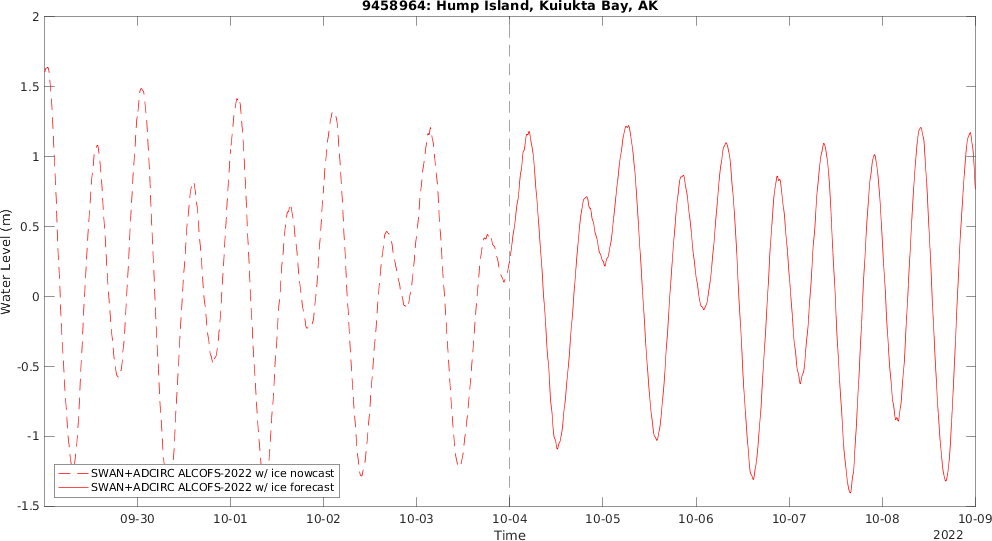 9458964: Hump Island, Kuiukta Bay, AK
Water Level (m)
2
1.5
1
0.5
0
-0.5
-1
-1.5
SWAN+ADCIRC ALCOFS-2022 w/ ice nowcast
SWAN+ADCIRC ALCOFS-2022 w/ ice forecast
09-30 10-01 10-02 10-03 10-04 10-05 10-06 10-07 10-08 10-09
Time
2022